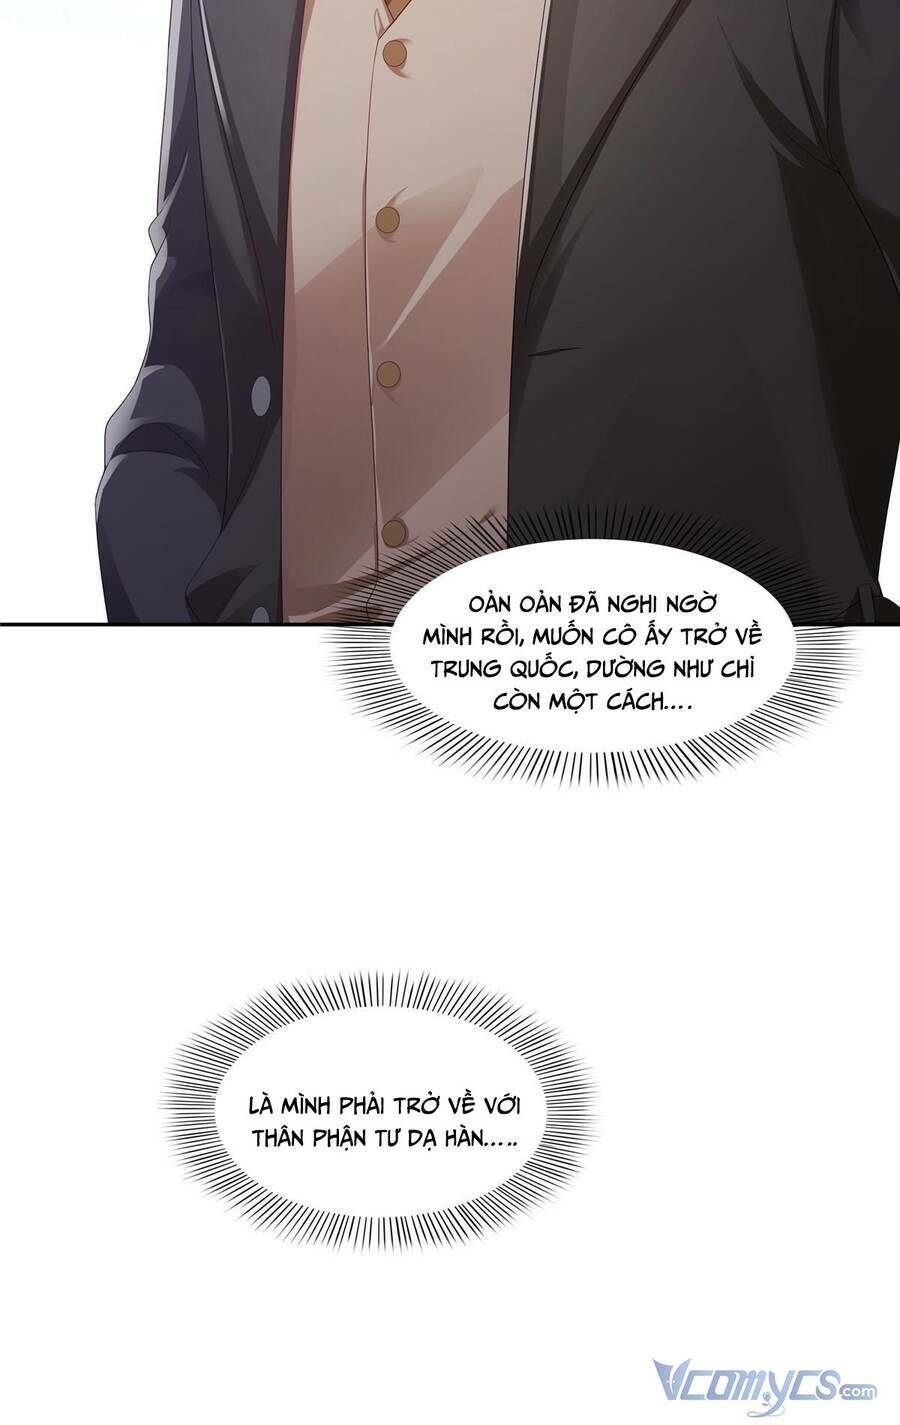 OẢN OẢN ĐÃ NGHI NGỜ
MÌNH RỒI, MUỐN CÔ ẤY TRỞ VỀ
TRUNG QUỐC, DƯỜNG NHƯ CHỈ
CÒN MỘT CÁCH....
LÀ MÌNH PHẢI TRỞ VỀ VỚI
THÂN PHẬN TƯ DẠ HÀN.....
VCOMYCS.com